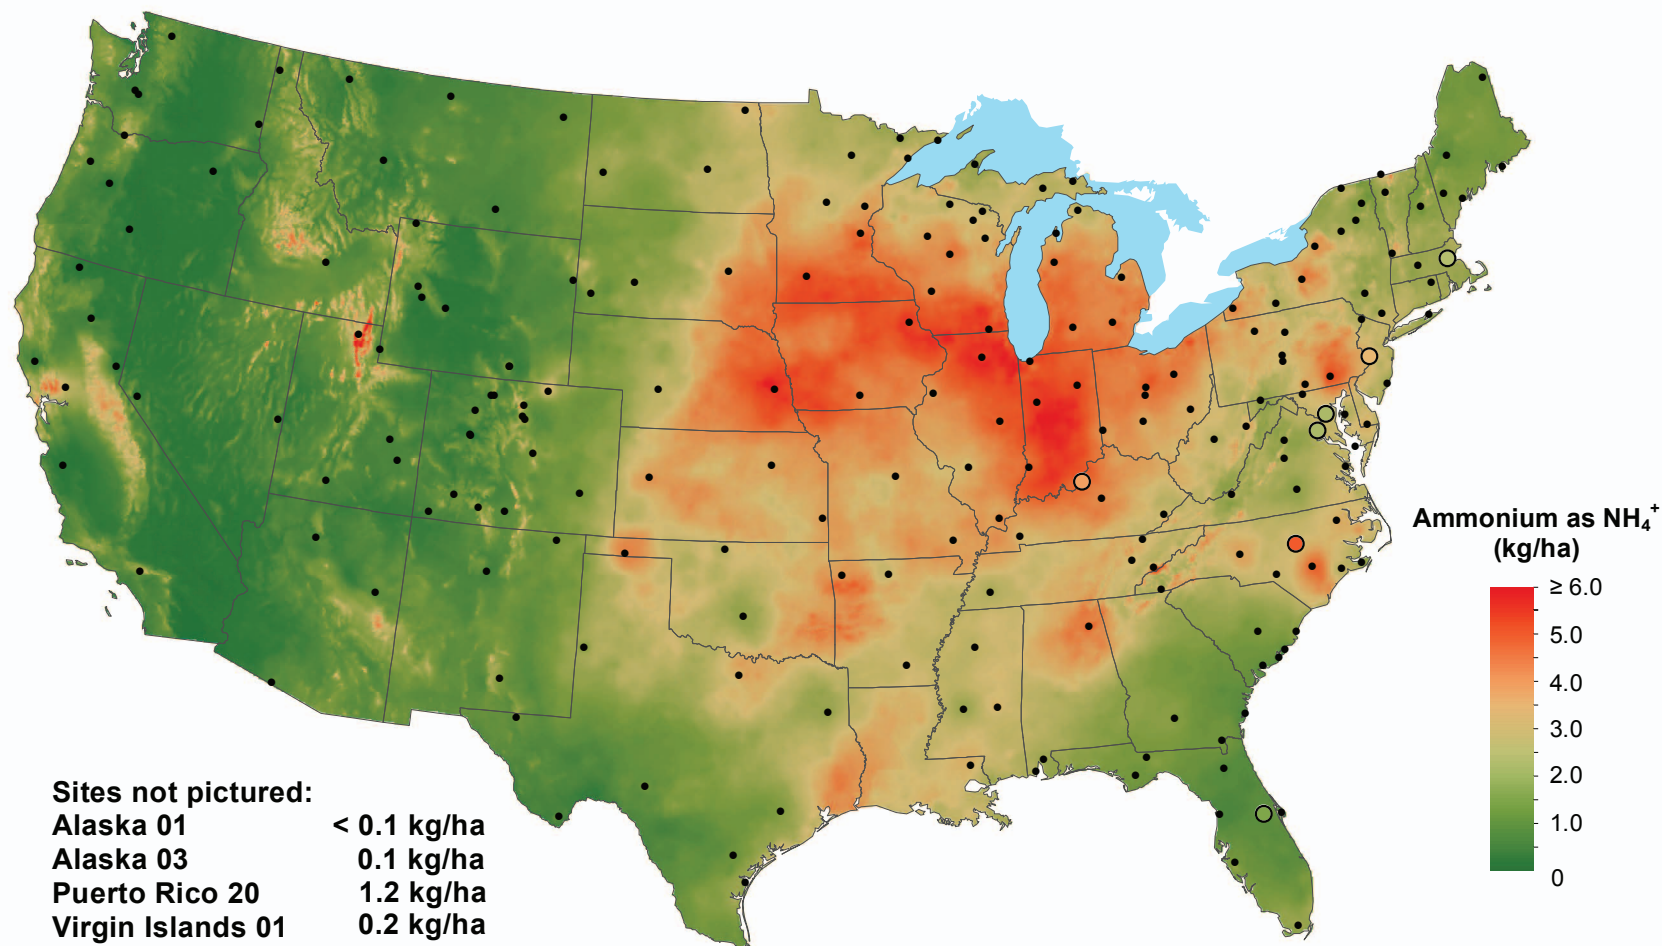 Ammonium as NH₄⁺
(kg/ha)
≥ 6.0
5.0
4.0
3.0
2.0
1.0
0
Sites not pictured:
Alaska 01 < 0.1 kg/ha
Alaska 03 0.1 kg/ha
Puerto Rico 20 1.2 kg/ha
Virgin Islands 01 0.2 kg/ha